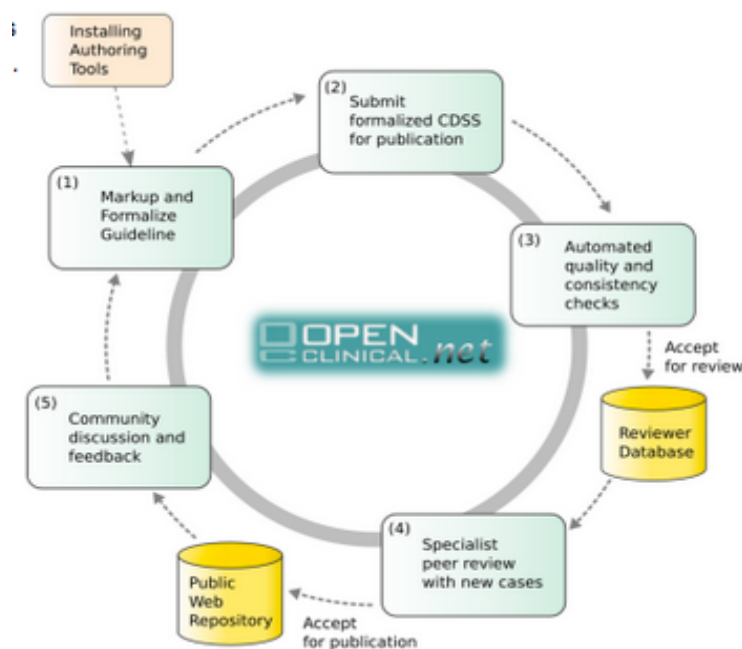 Installing
Authoring
Tools
(1)
Markup and
Formalize
Guideline
(2)
Submit
formalized CDSS
for publication
(3)
Automated
quality and
consistency
checks
Accept
for review
Reviewer
Database
(4)
Specialist
peer review
with new cases
Accept
for publication
Public
Web
Repository
(5)
Community
discussion and
feedback
OPEN
CLINICAL.net